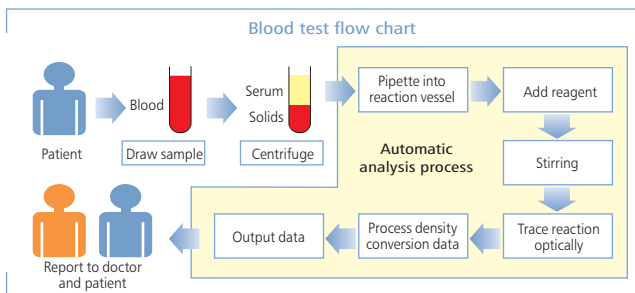 Blood test flow chart
Patient
Blood
Draw sample
Serum
Solids
Centrifuge
Pipette into
reaction vessel
Add reagent
Automatic
analysis process
Stirring
Trace reaction
optically
Process density
conversion data
Output data
Report to doctor
and patient